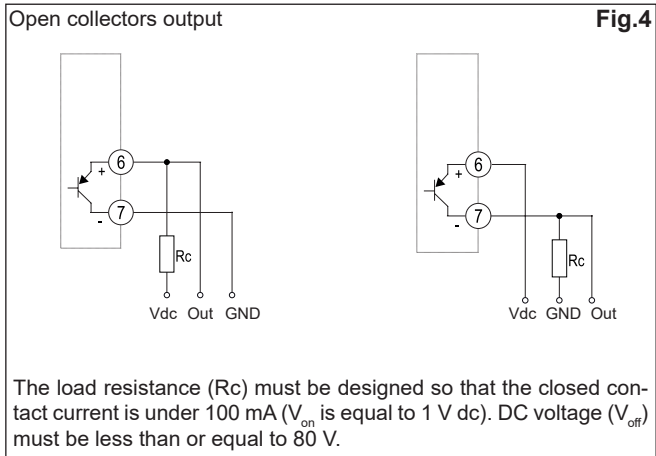 Open collectors output Fig.4
6 6
+ +
7 7
- -
Rc Rc
Vdc Out GND Vdc GND Out
The load resistance (Rc) must be designed so that the closed con-
tact current is under 100 mA (Von is equal to 1 V dc). DC voltage (Voff)
must be less than or equal to 80 V.